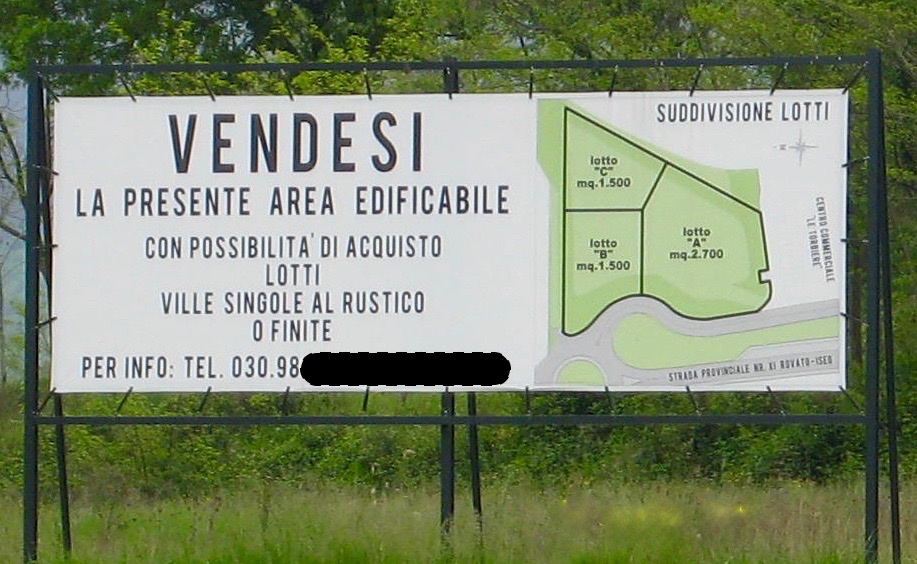 VENDESI
LA PRESENTE AREA EDIFICABILE
CON POSSIBILITA' DI ACQUISTO
LOTTI
VILLE SINGOLE AL RUSTICO
O FINITE
PER INFO: TEL. 030.98
SUDDIVISIONE LOTTI
lotto
"C"
mq.1.500
lotto
"B"
mq.1.500
lotto
"A"
mq.2.700
CENTRO COMMERCIALE
"LE TORBIERE"
STRADA PROVINCIALE NR. XI ROVATO-ISEO